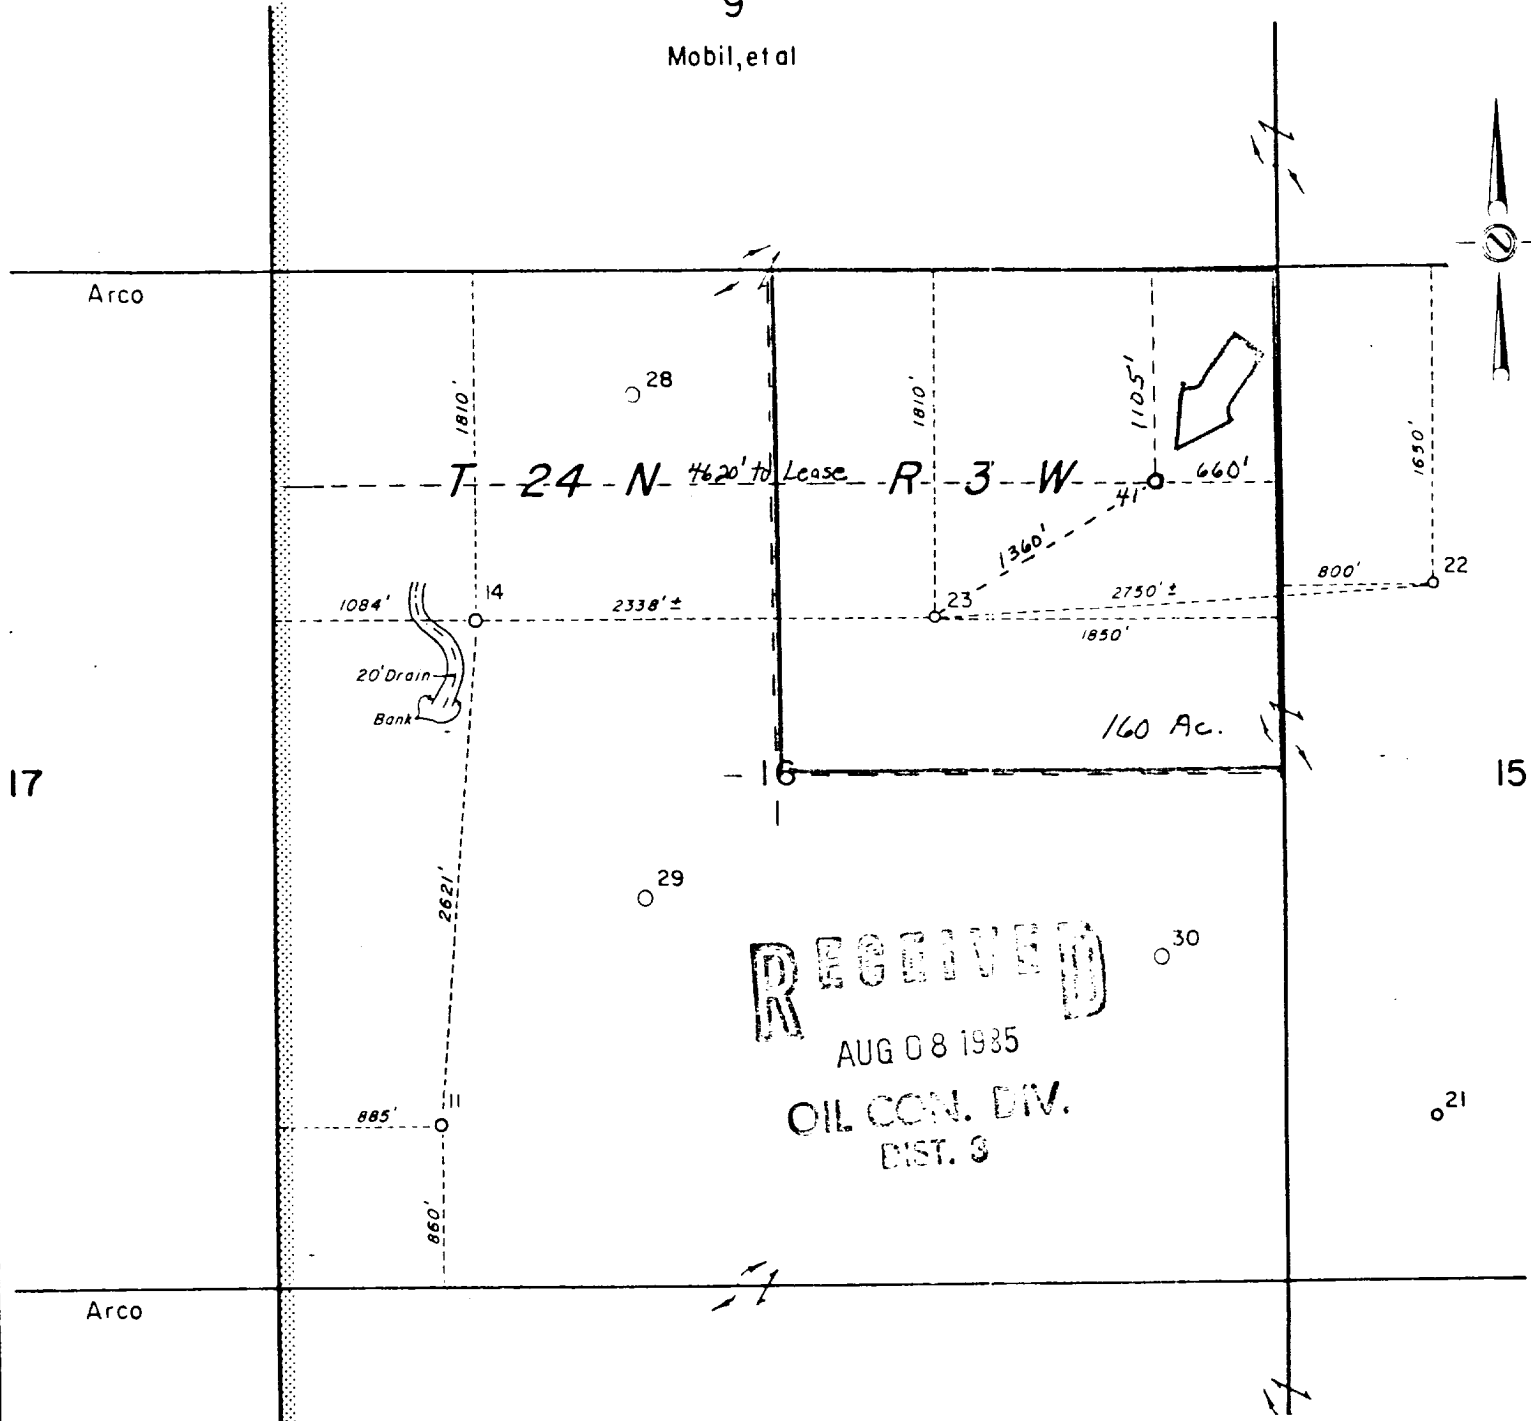 9
Mobil, et al
Arco
28
1810'
1810'
1105'
1650'
T 24 N 4620' to Lease R 3 W
660'
41
1360'
22
800'
14
23
2750' ±
1084'
2338' ±
1850'
20' Drain
Bank
160 Ac.
17
16
15
29
2621'
30
RECEIVED
AUG 08 1985
OIL CON. DIV.
DIST. 3
11
885'
21
860'
Arco